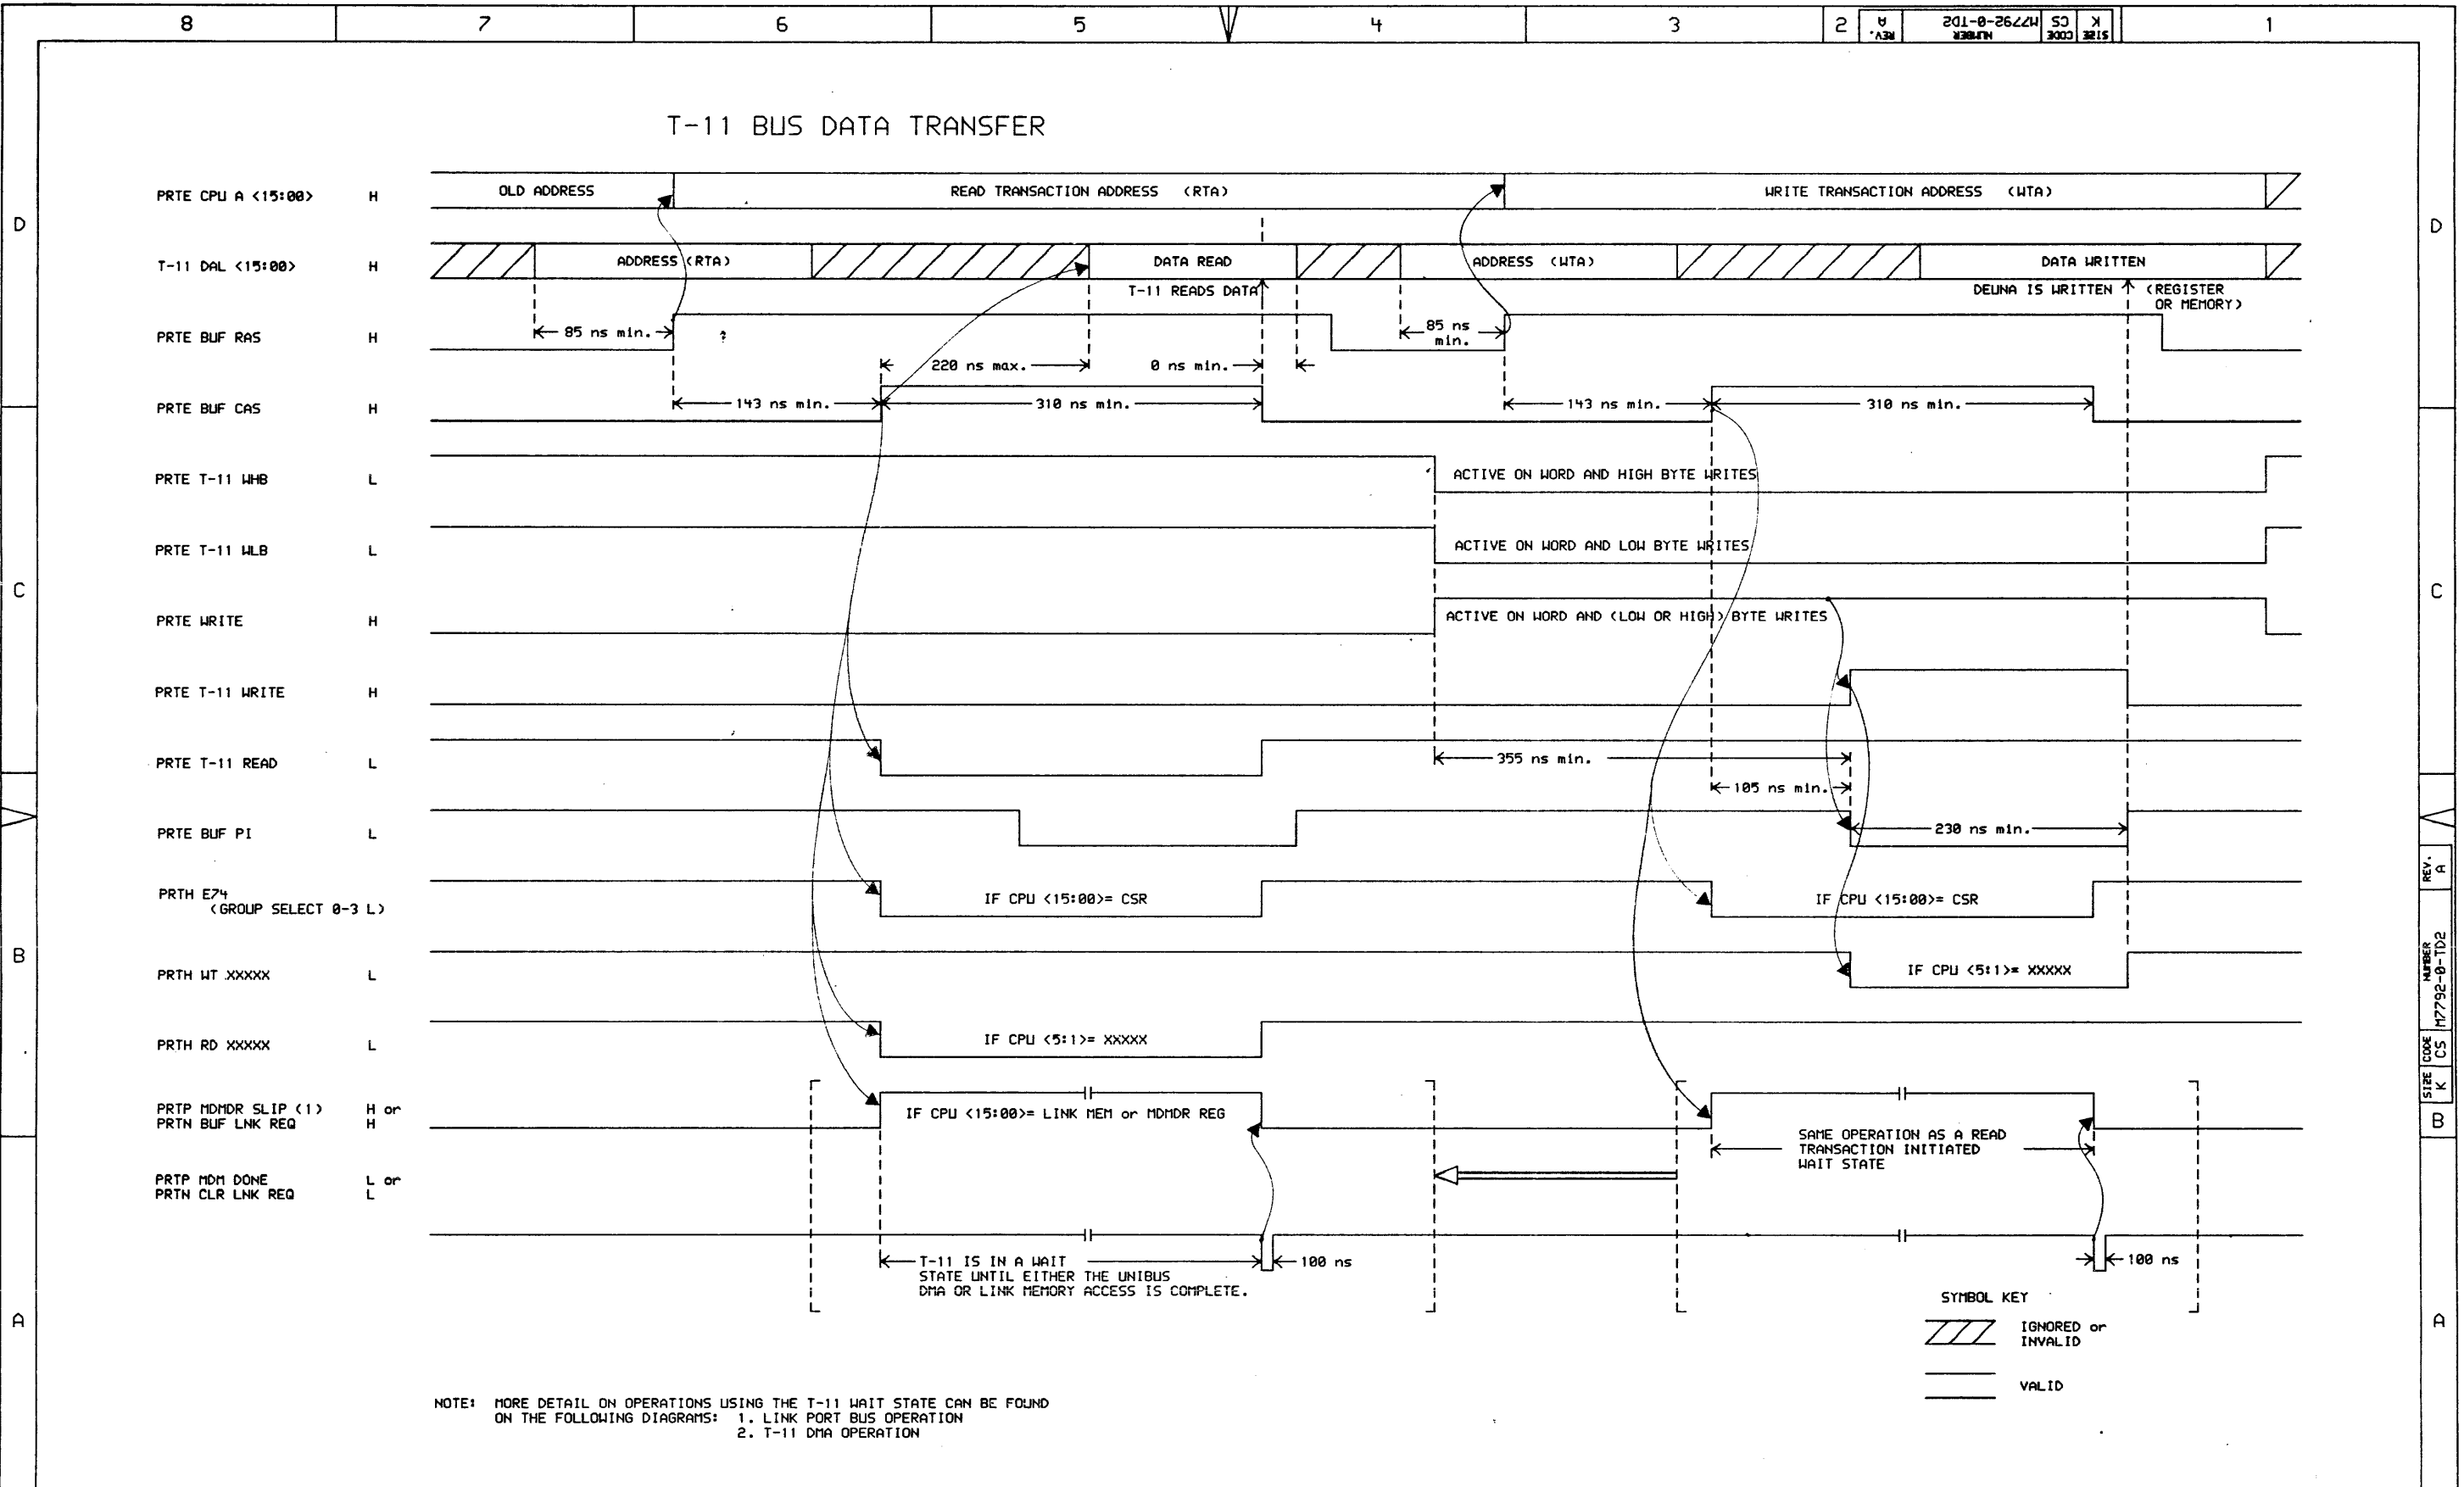 8 7 6 5 4 3 2 1
REV. A
NUMBER M7792-0-TD2
CODE CS
SIZE K
T-11 BUS DATA TRANSFER
PRTE CPU A <15:00> H
OLD ADDRESS
READ TRANSACTION ADDRESS (RTA)
WRITE TRANSACTION ADDRESS (WTA)
D D
T-11 DAL <15:00> H
ADDRESS (RTA)
DATA READ
ADDRESS (WTA)
DATA WRITTEN
T-11 READS DATA
DEUNA IS WRITTEN (REGISTER
OR MEMORY)
PRTE BUF RAS H
85 ns min.
85 ns
min.
220 ns max.
0 ns min.
PRTE BUF CAS H
143 ns min.
310 ns min.
143 ns min.
310 ns min.
PRTE T-11 WHB L
ACTIVE ON WORD AND HIGH BYTE WRITES
PRTE T-11 WLB L
ACTIVE ON WORD AND LOW BYTE WRITES
C C
PRTE WRITE H
ACTIVE ON WORD AND (LOW OR HIGH) BYTE WRITES
PRTE T-11 WRITE H
PRTE T-11 READ L
355 ns min.
105 ns min.
PRTE BUF PI L
230 ns min.
PRTH E74
(GROUP SELECT 0-3 L)
IF CPU <15:00>= CSR
IF CPU <15:00>= CSR
B
PRTH WT XXXXX L
IF CPU <5:1>= XXXXX
PRTH RD XXXXX L
IF CPU <5:1>= XXXXX
REV. A
NUMBER M7792-0-TD2
CODE CS
SIZE K
B
PRTP MDMDR SLIP (1) H or
PRTN BUF LNK REQ H
IF CPU <15:00>= LINK MEM or MDMDR REG
SAME OPERATION AS A READ
TRANSACTION INITIATED
WAIT STATE
PRTP MDM DONE L or
PRTN CLR LNK REQ L
T-11 IS IN A WAIT
STATE UNTIL EITHER THE UNIBUS
DMA OR LINK MEMORY ACCESS IS COMPLETE.
100 ns
100 ns
A A
SYMBOL KEY
IGNORED or
INVALID
VALID
NOTE: MORE DETAIL ON OPERATIONS USING THE T-11 WAIT STATE CAN BE FOUND
ON THE FOLLOWING DIAGRAMS: 1. LINK PORT BUS OPERATION
2. T-11 DMA OPERATION